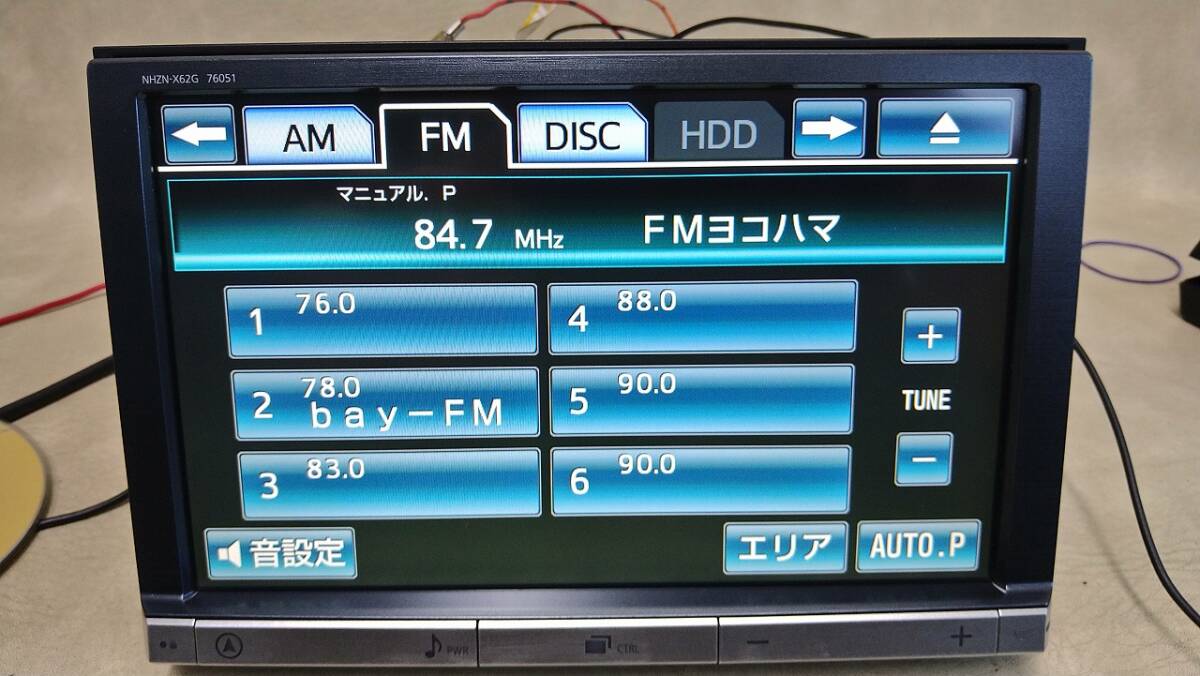 NHZN-X62G 76051
AM FM DISC HDD
マニュアル. P
84.7 MHz FMヨコハマ
1 76.0
4 88.0
2 78.0
bay-FM
5 90.0
3 83.0
6 90.0
+
TUNE
-
音設定 エリア AUTO.P
PWR CTRL - +